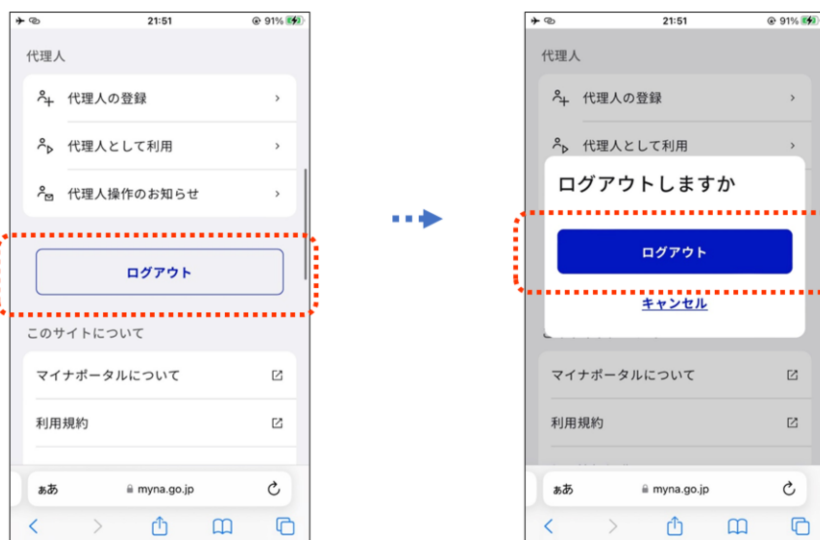 21:51
91%
代理人
代理人の登録
代理人として利用
代理人操作のお知らせ
ログアウト
このサイトについて
マイナポータルについて
利用規約
ぁあ
myna.go.jp
21:51
91%
代理人
代理人の登録
代理人として利用
ログアウトしますか
ログアウト
キャンセル
マイナポータルについて
利用規約
ぁあ
myna.go.jp